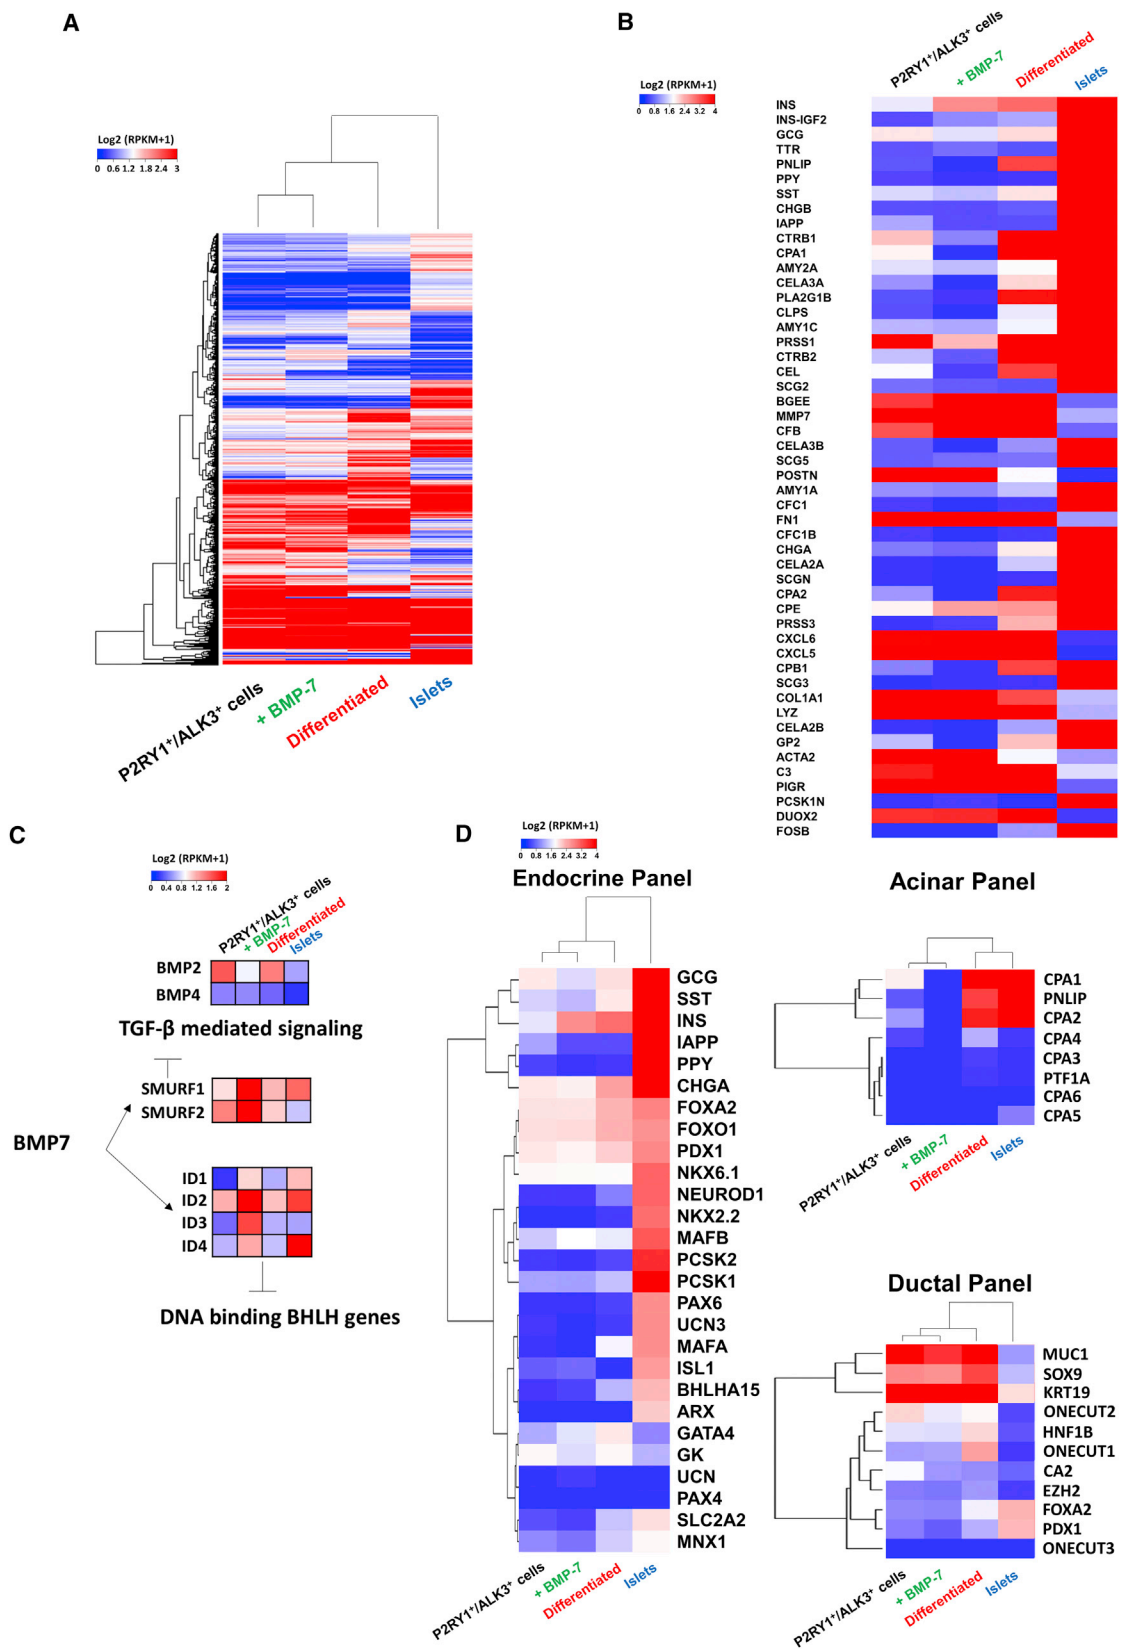 A
Log2 (RPKM+1)
0 0.6 1.2 1.8 2.4 3
P2RY1+/ALK3+ cells
+ BMP-7
Differentiated
Islets
B
Log2 (RPKM+1)
0 0.8 1.6 2.4 3.2 4
P2RY1+/ALK3+ cells
+ BMP-7
Differentiated
Islets
INS
INS-IGF2
GCG
TTR
PNLIP
PPY
SST
CHGB
IAPP
CTRB1
CPA1
AMY2A
CELA3A
PLA2G1B
CLPS
AMY1C
PRSS1
CTRB2
CEL
SCG2
BGEE
MMP7
CFB
CELA3B
SCG5
POSTN
AMY1A
CFC1
FN1
CFC1B
CHGA
CELA2A
SCGN
CPA2
CPE
PRSS3
CXCL6
CXCL5
CPB1
SCG3
COL1A1
LYZ
CELA2B
GP2
ACTA2
C3
PIGR
PCSK1N
DUOX2
FOSB
C
Log2 (RPKM+1)
0 0.4 0.8 1.2 1.6 2
P2RY1+/ALK3+ cells
+ BMP-7
Differentiated
Islets
BMP2
BMP4
TGF-β mediated signaling
SMURF1
SMURF2
BMP7
ID1
ID2
ID3
ID4
DNA binding BHLH genes
D
Log2 (RPKM+1)
0 0.8 1.6 2.4 3.2 4
Endocrine Panel
GCG
SST
INS
IAPP
PPY
CHGA
FOXA2
FOXO1
PDX1
NKX6.1
NEUROD1
NKX2.2
MAFB
PCSK2
PCSK1
PAX6
UCN3
MAFA
ISL1
BHLHA15
ARX
GATA4
GK
UCN
PAX4
SLC2A2
MNX1
P2RY1+/ALK3+ cells
+ BMP-7
Differentiated
Islets
Acinar Panel
CPA1
PNLIP
CPA2
CPA4
CPA3
PTF1A
CPA6
CPA5
P2RY1+/ALK3+ cells
+ BMP-7
Differentiated
Islets
Ductal Panel
MUC1
SOX9
KRT19
ONECUT2
HNF1B
ONECUT1
CA2
EZH2
FOXA2
PDX1
ONECUT3
P2RY1+/ALK3+ cells
+ BMP-7
Differentiated
Islets